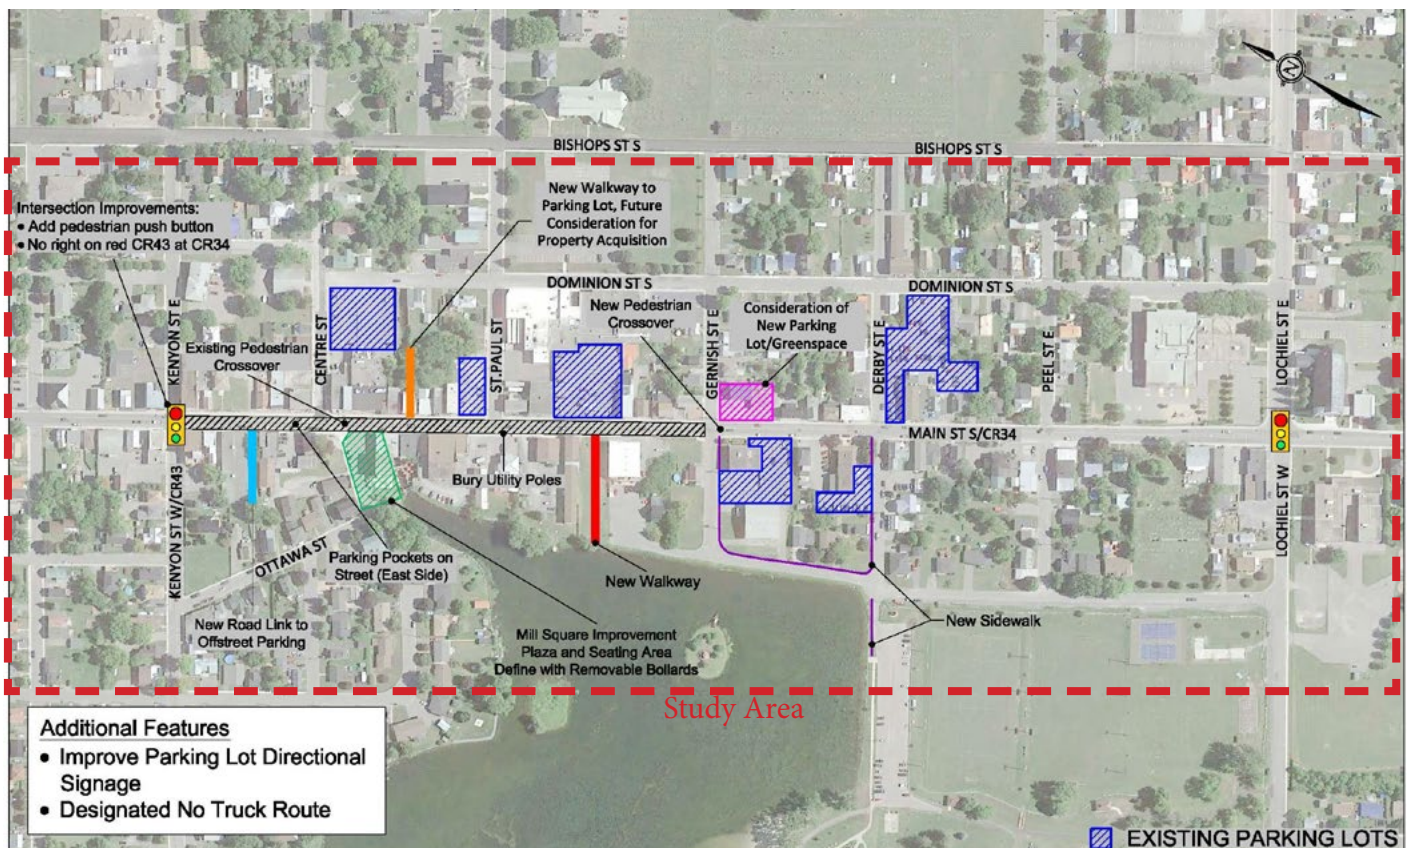 BISHOPS ST S
BISHOPS ST S
New Walkway to
Parking Lot, Future
Consideration for
Property Acquisition
Intersection Improvements:
• Add pedestrian push button
• No right on red CR43 at CR34
DOMINION ST S
DOMINION ST S
New Pedestrian
Crossover
Consideration of
New Parking
Lot/Greenspace
KENYON ST E
Existing Pedestrian
Crossover
CENTRE ST
ST.PAUL ST
GERNISH ST E
DERBY ST E
PEEL ST E
LOCHIEL ST E
MAIN ST S/CR34
KENYON ST W/CR43
Bury Utility Poles
LOCHIEL ST W
OTTAWA ST
Parking Pockets on
Street (East Side)
New Walkway
New Road Link to
Offstreet Parking
Mill Square Improvement
Plaza and Seating Area
Define with Removable Bollards
New Sidewalk
Study Area
Additional Features
• Improve Parking Lot Directional
Signage
• Designated No Truck Route
EXISTING PARKING LOTS
N